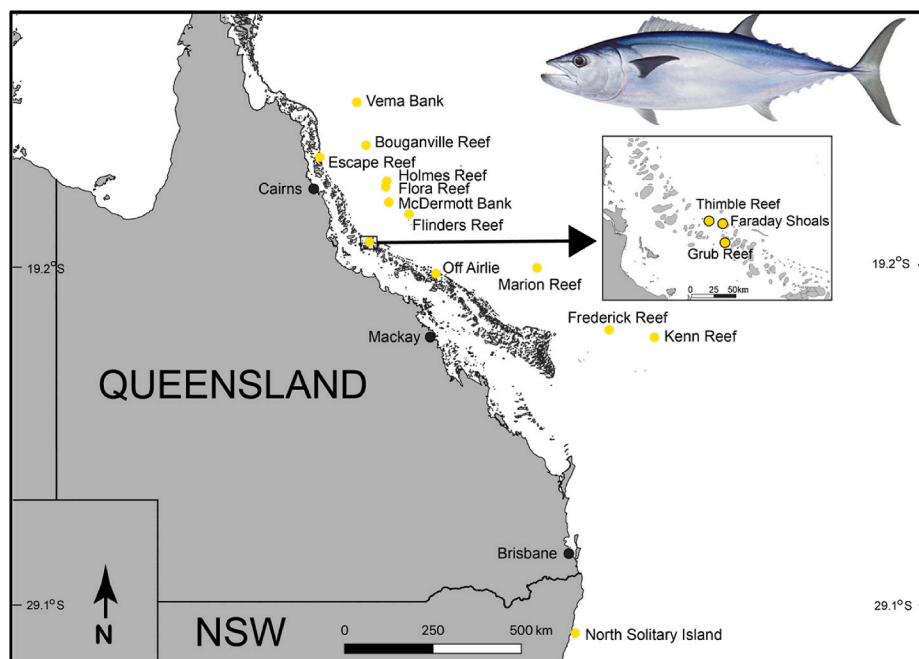 Vema Bank
Bouganville Reef
Escape Reef
Holmes Reef
Flora Reef
Cairns
McDermott Bank
Flinders Reef
Thimble Reef
Faraday Shoals
Grub Reef
0 25 50km
19.2°S
19.2°S
Off Airlie
Marion Reef
Frederick Reef
Kenn Reef
Mackay
QUEENSLAND
Brisbane
29.1°S
29.1°S
N
NSW
0 250 500 km
North Solitary Island